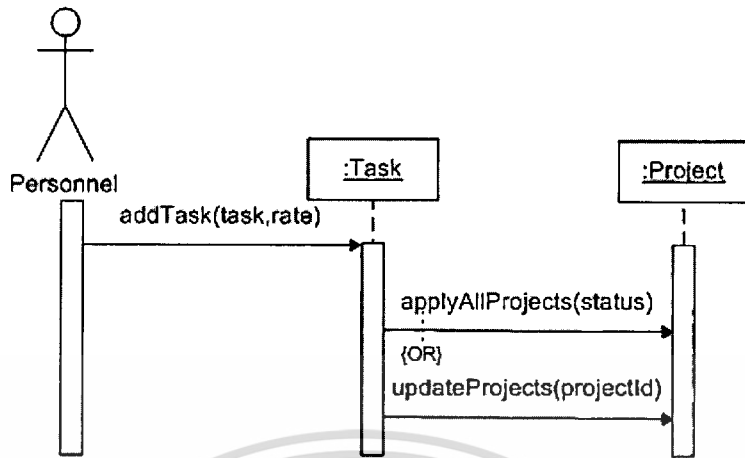 Personnel
:Task
:Project
addTask(task,rate)
applyAllProjects(status)
{OR}
updateProjects(projectId)